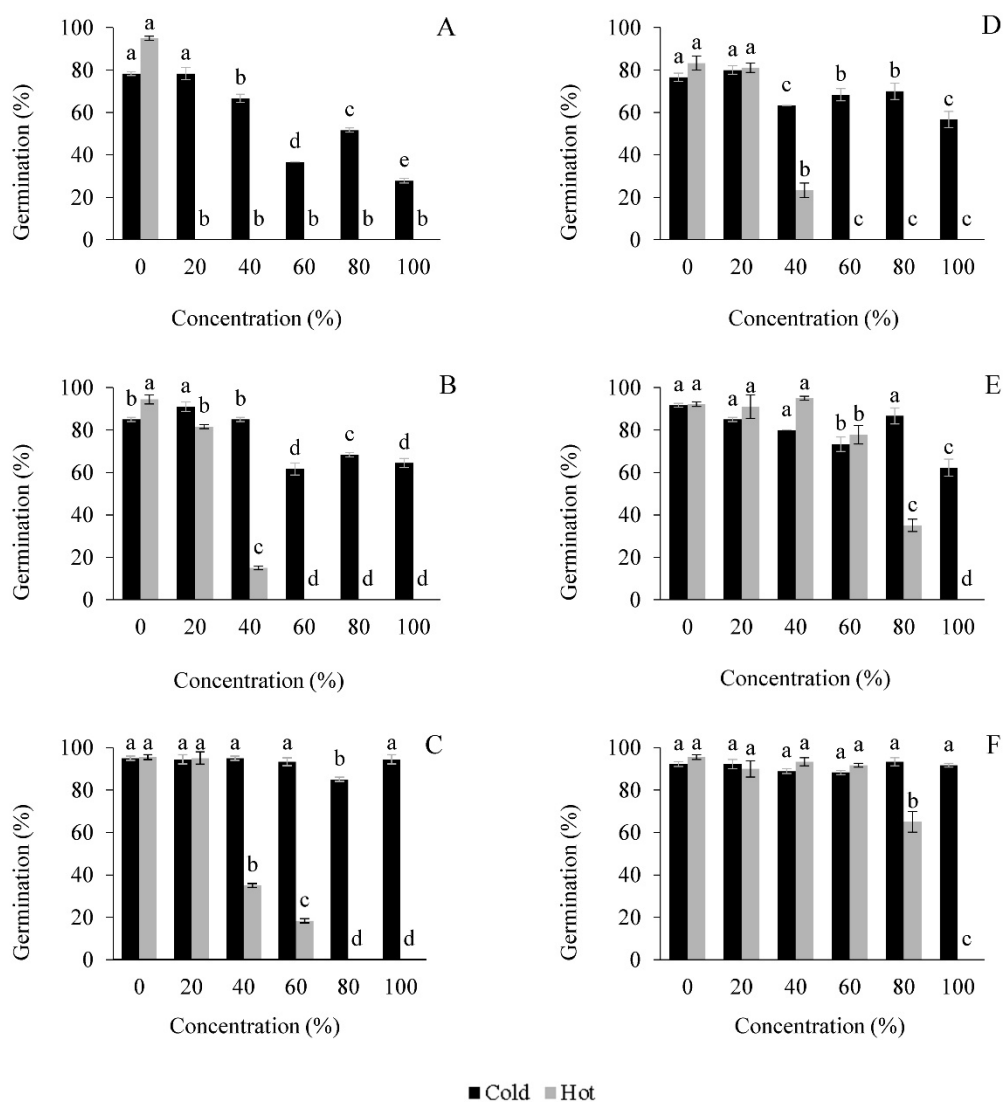 A
Germination (%)
100
80
60
40
20
0
a a a b b b d b c b e b
0 20 40 60 80 100
Concentration (%)
D
Germination (%)
100
80
60
40
20
0
a a a a c b b c b c c c
0 20 40 60 80 100
Concentration (%)
B
Germination (%)
100
80
60
40
20
0
b a a b b c d d c d d d
0 20 40 60 80 100
Concentration (%)
E
Germination (%)
100
80
60
40
20
0
a a a a a a b b a c c d
0 20 40 60 80 100
Concentration (%)
C
Germination (%)
100
80
60
40
20
0
a a a a a b a c b d a d
0 20 40 60 80 100
Concentration (%)
F
Germination (%)
100
80
60
40
20
0
a a a a a a a a a b a c
0 20 40 60 80 100
Concentration (%)
Cold Hot